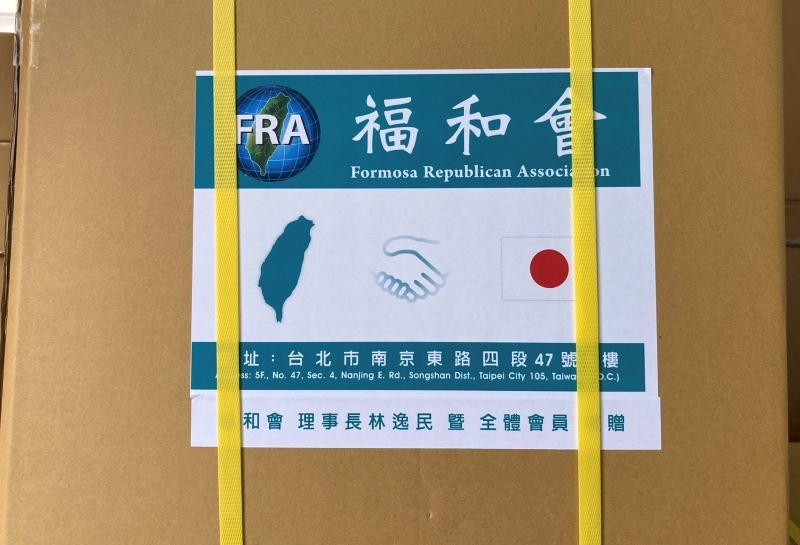 FRA
福和會
Formosa Republican Association
址：台北市南京東路四段47號 樓
5F., No. 47, Sec. 4, Nanjing E. Rd., Songshan Dist., Taipei City 105,
和會 理事長林逸民 暨 全體會員 贈